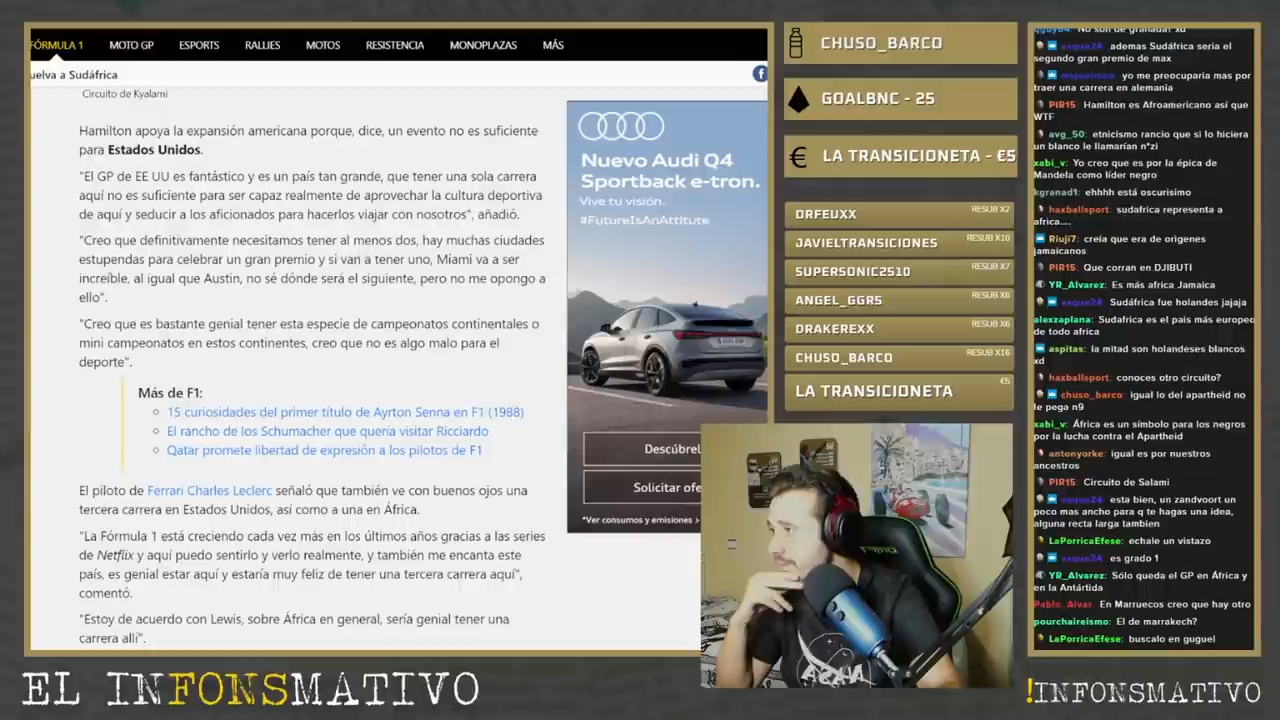 FÓRMULA 1 MOTO GP ESPORTS RALLIES MOTOS RESISTENCIA MONOPLAZAS MÁS
uelva a Sudáfrica
Circuito de Kyalami
Hamilton apoya la expansión americana porque, dice, un evento no es suficiente
para Estados Unidos.
"El GP de EE UU es fantástico y es un país tan grande, que tener una sola carrera
aquí no es suficiente para ser capaz realmente de aprovechar la cultura deportiva
de aquí y seducir a los aficionados para hacerlos viajar con nosotros", añadió.
"Creo que definitivamente necesitamos tener al menos dos, hay muchas ciudades
estupendas para celebrar un gran premio y si van a tener uno, Miami va a ser
increíble, al igual que Austin, no sé dónde será el siguiente, pero no me opongo a
ello".
"Creo que es bastante genial tener esta especie de campeonatos continentales o
mini campeonatos en estos continentes, creo que no es algo malo para el
deporte".
Más de F1:
15 curiosidades del primer título de Ayrton Senna en F1 (1988)
El rancho de los Schumacher que quería visitar Ricciardo
Qatar promete libertad de expresión a los pilotos de F1
El piloto de Ferrari Charles Leclerc señaló que también ve con buenos ojos una
tercera carrera en Estados Unidos, así como a una en África.
"La Fórmula 1 está creciendo cada vez más en los últimos años gracias a las series
de Netflix y aquí puedo sentirlo y verlo realmente, y también me encanta este
país, es genial estar aquí y estaría muy feliz de tener una tercera carrera aquí",
comentó.
"Estoy de acuerdo con Lewis, sobre África en general, sería genial tener una
carrera allí".
Nuevo Audi Q4
Sportback e-tron.
Vive tu visión.
#FutureIsAnAttitute
Descúbrel
Solicitar ofe
*Ver consumos y emisiones >
CHUSO_BARCO
GOALBNC - 25
€ LA TRANSICIONETA - €5
ORFEUXX RESUB X2
JAVIELTRANSICIONES RESUB X10
SUPERSONIC2510 RESUB X7
ANGEL_GGR5 RESUB X6
DRAKEREXX RESUB X6
CHUSO_BARCO RESUB X16
LA TRANSICIONETA €5
No son de granada! xd
ademas Sudáfrica seria el
segundo gran premio de max
yo me preocuparia mas por
traer una carrera en alemania
PIR15: Hamilton es Afroamericano así que
WTF
avg_50: etnicismo rancio que si lo hiciera
un blanco le llamarían n*zi
xabi_v: Yo creo que es por la épica de
Mandela como líder negro
kgranad1: ehhhh está oscurisimo
haxballsport: sudafrica representa a
africa....
Riuji7: creía que era de orígenes
jamaicanos
PIR15: Que corran en DJIBUTI
YR_Alvarez: Es más africa Jamaica
Sudáfrica fue holandes jajaja
alexzaplana: Sudafrica es el país más europeo
de todo africa
aspitas: la mitad son holandeses blancos
xd
haxballsport: conoces otro circuito?
chuso_barco: igual lo del apartheid no
le pega n9
xabi_v: África es un símbolo para los negros
por la lucha contra el Apartheid
antonyorke: igual es por nuestros
ancestros
PIR15: Circuito de Salami
esta bien, un zandvoort un
poco mas ancho para q te hagas una idea,
alguna recta larga tambien
LaPorricaEfese: echale un vistazo
es grado 1
YR_Alvarez: Sólo queda el GP en África y
en la Antártida
Pablo_Alvar: En Marruecos creo que hay otro
pourchaireismo: El de marrakech?
LaPorricaEfese: buscalo en guguel
EL INFONSMATIVO
!INFONSMATIVO